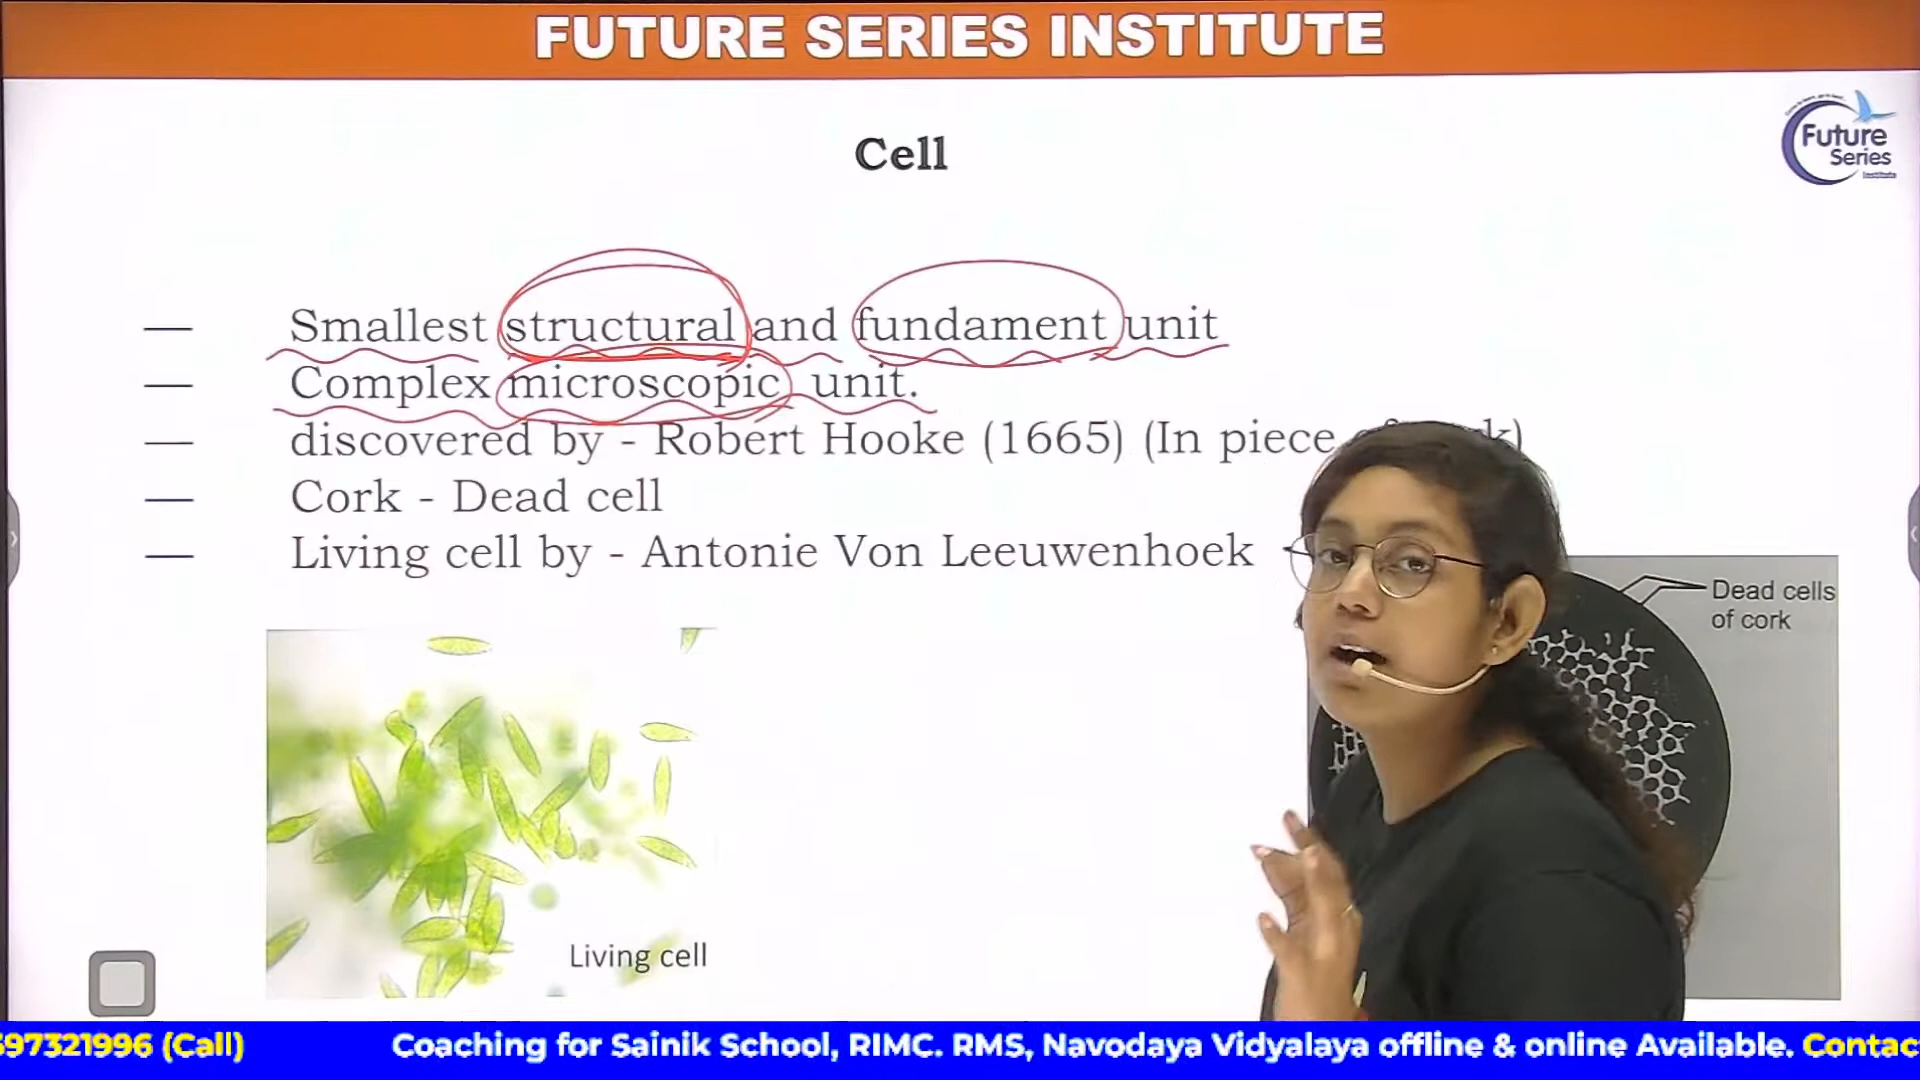 FUTURE SERIES INSTITUTE
Future
Series
Institute
Cell
— Smallest structural and fundament unit
— Complex microscopic unit.
— discovered by - Robert Hooke (1665) (In piece
— Cork - Dead cell
— Living cell by - Antonie Von Leeuwenhoek
Dead cells
of cork
Living cell
597321996 (Call) Coaching for Sainik School, RIMC. RMS, Navodaya Vidyalaya offline & online Available. Contac